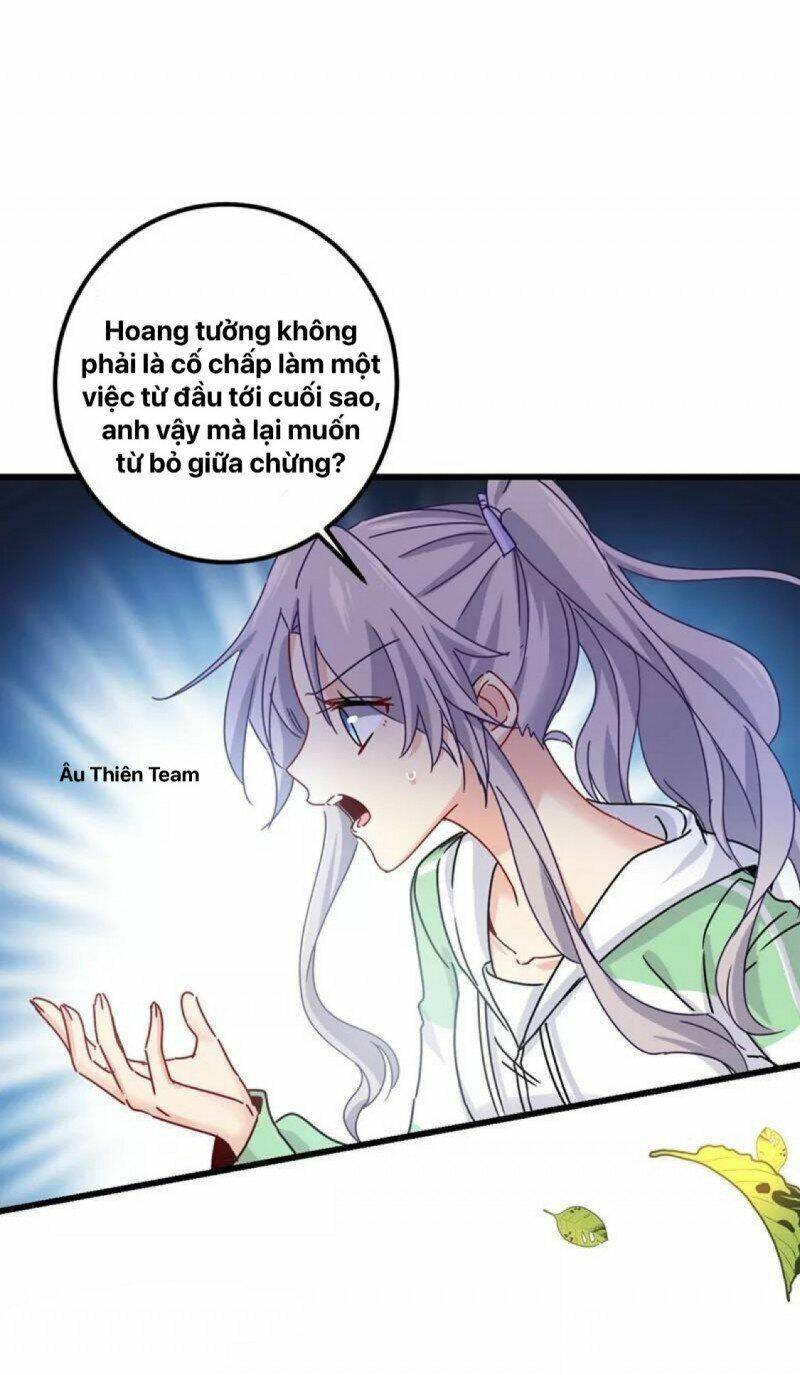 Hoang tưởng không
phải là cố chấp làm một
việc từ đầu tới cuối sao,
anh vậy mà lại muốn
từ bỏ giữa chừng?
Âu Thiên Team